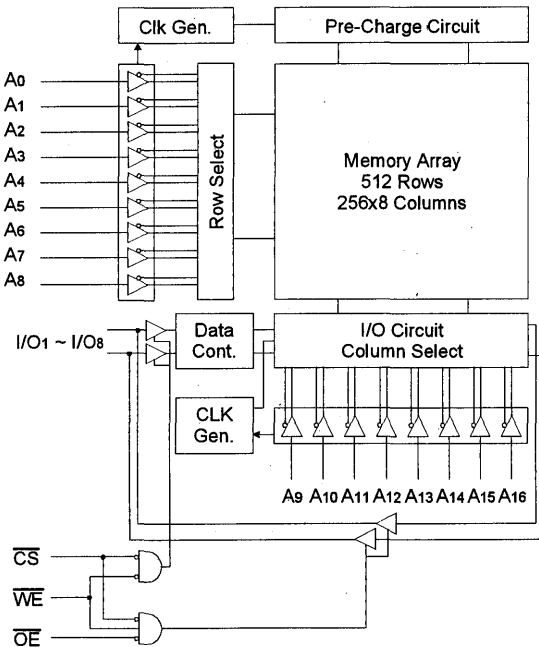 Clk Gen.
Pre-Charge Circuit
A0
A1
A2
A3
A4
A5
A6
A7
A8
Row Select
Memory Array
512 Rows
256x8 Columns
I/O1 ~ I/O8
Data
Cont.
I/O Circuit
Column Select
CLK
Gen.
A9 A10 A11 A12 A13 A14 A15 A16
CS
WE
OE